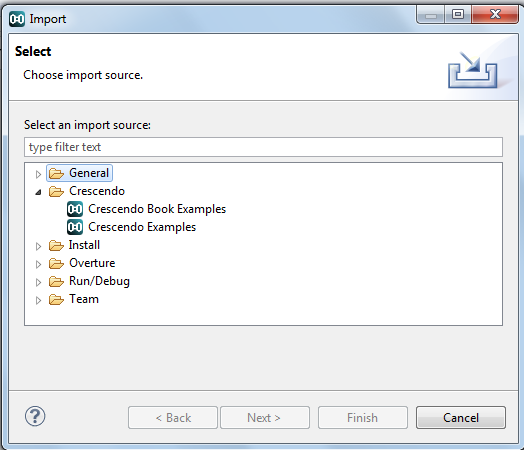 Import
Select
Choose import source.
Select an import source:
type filter text
General
Crescendo
Crescendo Book Examples
Crescendo Examples
Install
Overture
Run/Debug
Team
?
< Back
Next >
Finish
Cancel